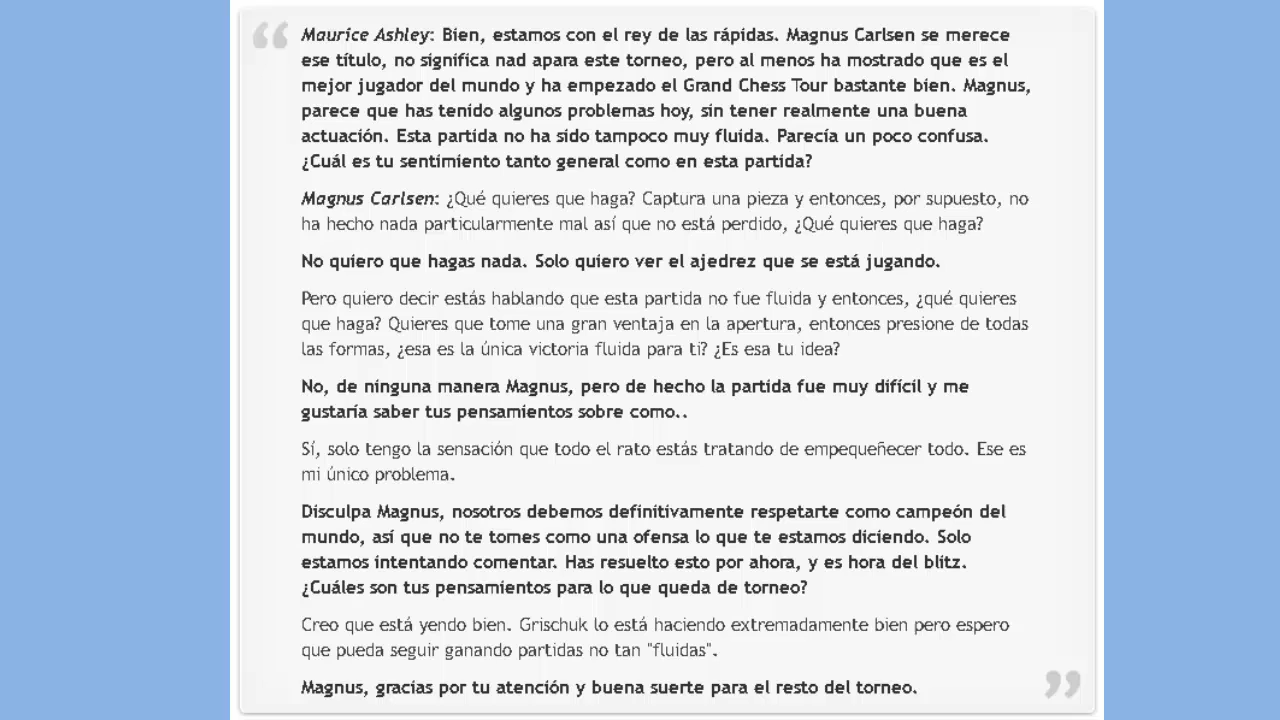 Maurice Ashley: Bien, estamos con el rey de las rápidas. Magnus Carlsen se merece
ese título, no significa nad apara este torneo, pero al menos ha mostrado que es el
mejor jugador del mundo y ha empezado el Grand Chess Tour bastante bien. Magnus,
parece que has tenido algunos problemas hoy, sin tener realmente una buena
actuación. Esta partida no ha sido tampoco muy fluida. Parecía un poco confusa.
¿Cuál es tu sentimiento tanto general como en esta partida?
Magnus Carlsen: ¿Qué quieres que haga? Captura una pieza y entonces, por supuesto, no
ha hecho nada particularmente mal así que no está perdido, ¿Qué quieres que haga?
No quiero que hagas nada. Solo quiero ver el ajedrez que se está jugando.
Pero quiero decir estás hablando que esta partida no fue fluida y entonces, ¿qué quieres
que haga? Quieres que tome una gran ventaja en la apertura, entonces presione de todas
las formas, ¿esa es la única victoria fluida para ti? ¿Es esa tu idea?
No, de ninguna manera Magnus, pero de hecho la partida fue muy difícil y me
gustaría saber tus pensamientos sobre como..
Sí, solo tengo la sensación que todo el rato estás tratando de empequeñecer todo. Ese es
mi único problema.
Disculpa Magnus, nosotros debemos definitivamente respetarte como campeón del
mundo, así que no te tomes como una ofensa lo que te estamos diciendo. Solo
estamos intentando comentar. Has resuelto esto por ahora, y es hora del blitz.
¿Cuáles son tus pensamientos para lo que queda de torneo?
Creo que está yendo bien. Grischuk lo está haciendo extremadamente bien pero espero
que pueda seguir ganando partidas no tan "fluidas".
Magnus, gracias por tu atención y buena suerte para el resto del torneo.